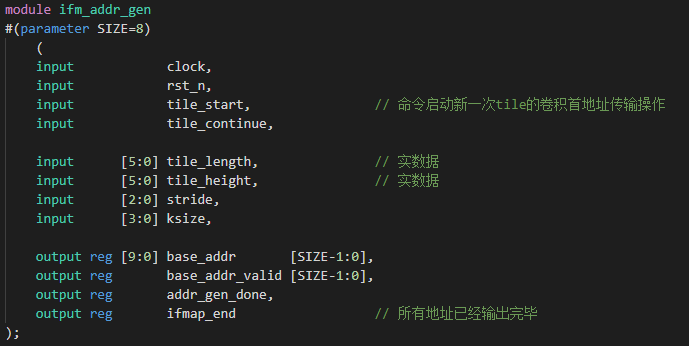 module ifm_addr_gen
#(parameter SIZE=8)
(
input clock,
input rst_n,
input tile_start, // 命令启动新一次tile的卷积首地址传输操作
input tile_continue,
input [5:0] tile_length, // 实数据
input [5:0] tile_height, // 实数据
input [2:0] stride,
input [3:0] ksize,
output reg [9:0] base_addr [SIZE-1:0],
output reg base_addr_valid [SIZE-1:0],
output reg addr_gen_done,
output reg ifmap_end // 所有地址已经输出完毕
);